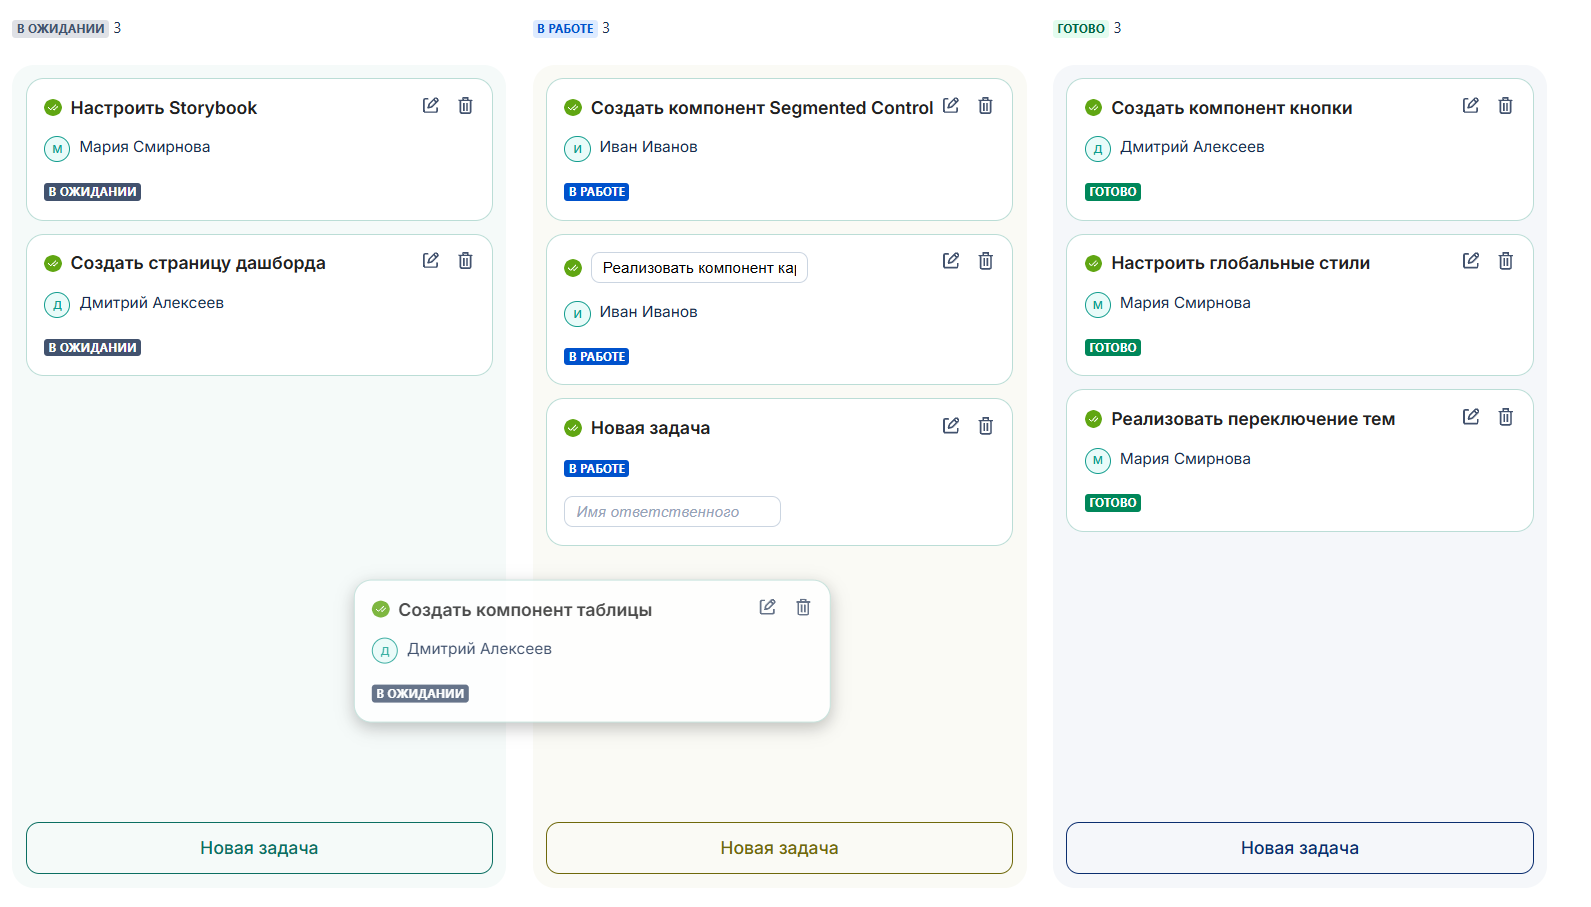 В ОЖИДАНИИ 3
Настроить Storybook
М Мария Смирнова
В ОЖИДАНИИ
Создать страницу дашборда
Д Дмитрий Алексеев
В ОЖИДАНИИ
Новая задача
В РАБОТЕ 3
Создать компонент Segmented Control
И Иван Иванов
В РАБОТЕ
Реализовать компонент
И Иван Иванов
В РАБОТЕ
Новая задача
В РАБОТЕ
Имя ответственного
Создать компонент таблицы
Д Дмитрий Алексеев
В ОЖИДАНИИ
Новая задача
ГОТОВО 3
Создать компонент кнопки
Д Дмитрий Алексеев
ГОТОВО
Настроить глобальные стили
М Мария Смирнова
ГОТОВО
Реализовать переключение тем
М Мария Смирнова
ГОТОВО
Новая задача